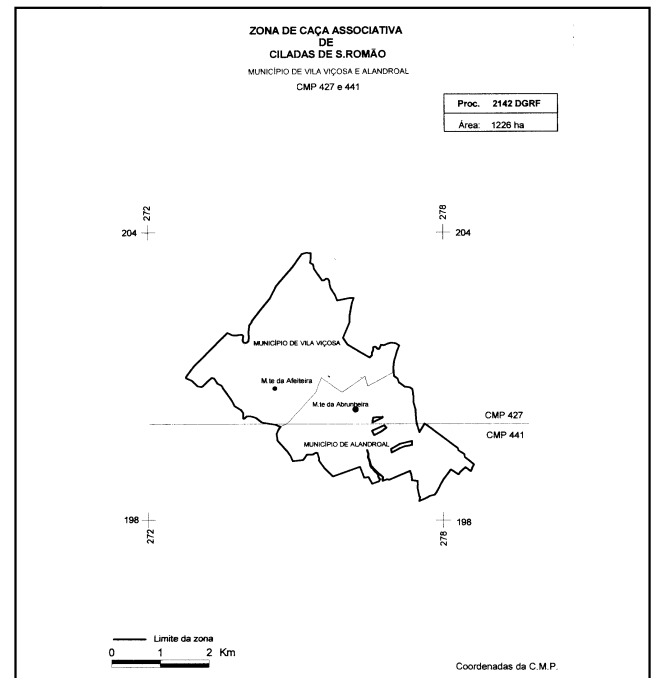 ZONA DE CAÇA ASSOCIATIVA
DE
CILADAS DE S.ROMÃO
MUNICÍPIO DE VILA VIÇOSA E ALANDROAL
CMP 427 e 441
Proc. 2142 DGRF
Área: 1226 ha
272
278
204
204
MUNICÍPIO DE VILA VIÇOSA
M.te da Afeiteira
M.te da Abrunheira
CMP 427
CMP 441
MUNICÍPIO DE ALANDROAL
198
198
272
278
Limite da zona
0 1 2 Km
Coordenadas da C.M.P.